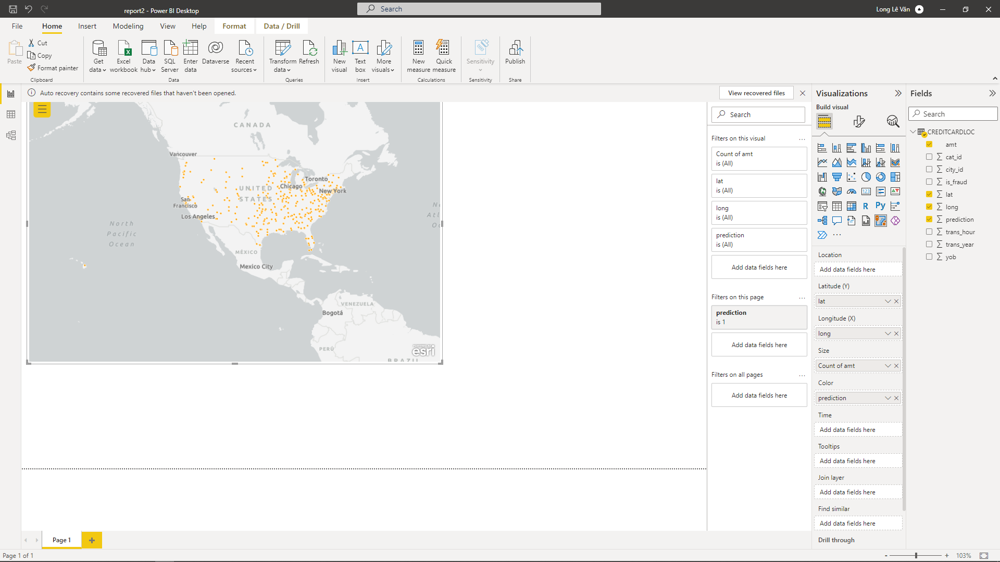 report2 - Power BI Desktop
Search
Long Lê Văn
File
Home
Insert
Modeling
View
Help
Format
Data / Drill
Paste
Cut
Copy
Format painter
Clipboard
Get data
Excel workbook
Data hub
SQL Server
Enter data
Dataverse
Recent sources
Data
Transform data
Refresh
Queries
New visual
Text box
More visuals
Insert
New measure
Quick measure
Calculations
Sensitivity
Sensitivity
Publish
Share
Auto recovery contains some recovered files that haven't been opened.
View recovered files
CANADA
Vancouver
Toronto
UNITED
Chicago
New York
STATES
San
Francisco
Los Angeles
North
Pacific
Ocean
MÉXICO
Mexico City
VENEZUELA
Bogotá
PERÚ
POWERED BY
esri
BRAZIL
Search
Filters on this visual
Count of amt
is (All)
lat
is (All)
long
is (All)
prediction
is (All)
Add data fields here
Filters on this page
prediction
is 1
Add data fields here
Filters on all pages
Add data fields here
Visualizations
Build visual
R
Py
123
Location
Add data fields here
Latitude (Y)
lat
Longitude (X)
long
Size
Count of amt
Color
prediction
Time
Add data fields here
Tooltips
Add data fields here
Join layer
Add data fields here
Find similar
Add data fields here
Drill through
Fields
Search
CREDITCARDLOC
amt
cat_id
city_id
is_fraud
lat
long
prediction
trans_hour
trans_year
yob
Page 1
Page 1 of 1
103%